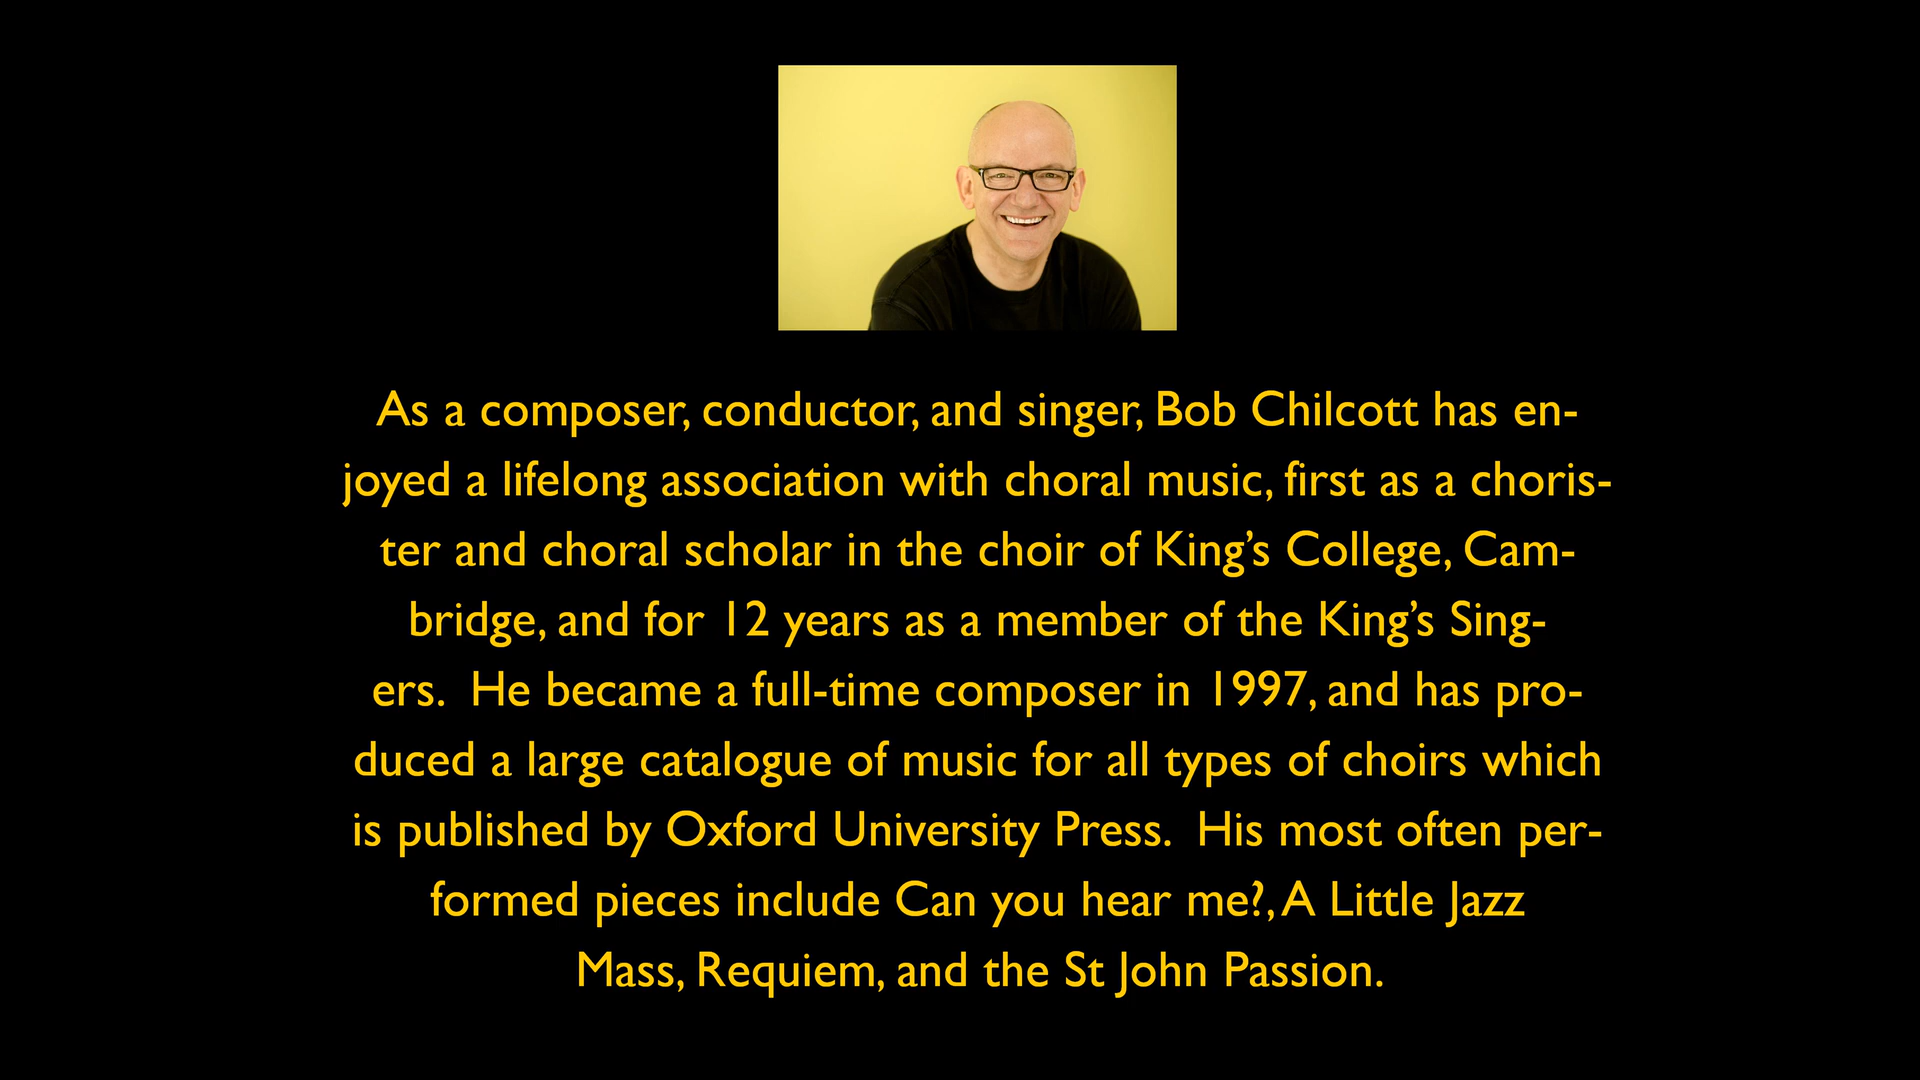 As a composer, conductor, and singer, Bob Chilcott has en-
joyed a lifelong association with choral music, first as a choris-
ter and choral scholar in the choir of King’s College, Cam-
bridge, and for 12 years as a member of the King’s Sing-
ers.  He became a full-time composer in 1997, and has pro-
duced a large catalogue of music for all types of choirs which
is published by Oxford University Press.  His most often per-
formed pieces include Can you hear me?, A Little Jazz
Mass, Requiem, and the St John Passion.